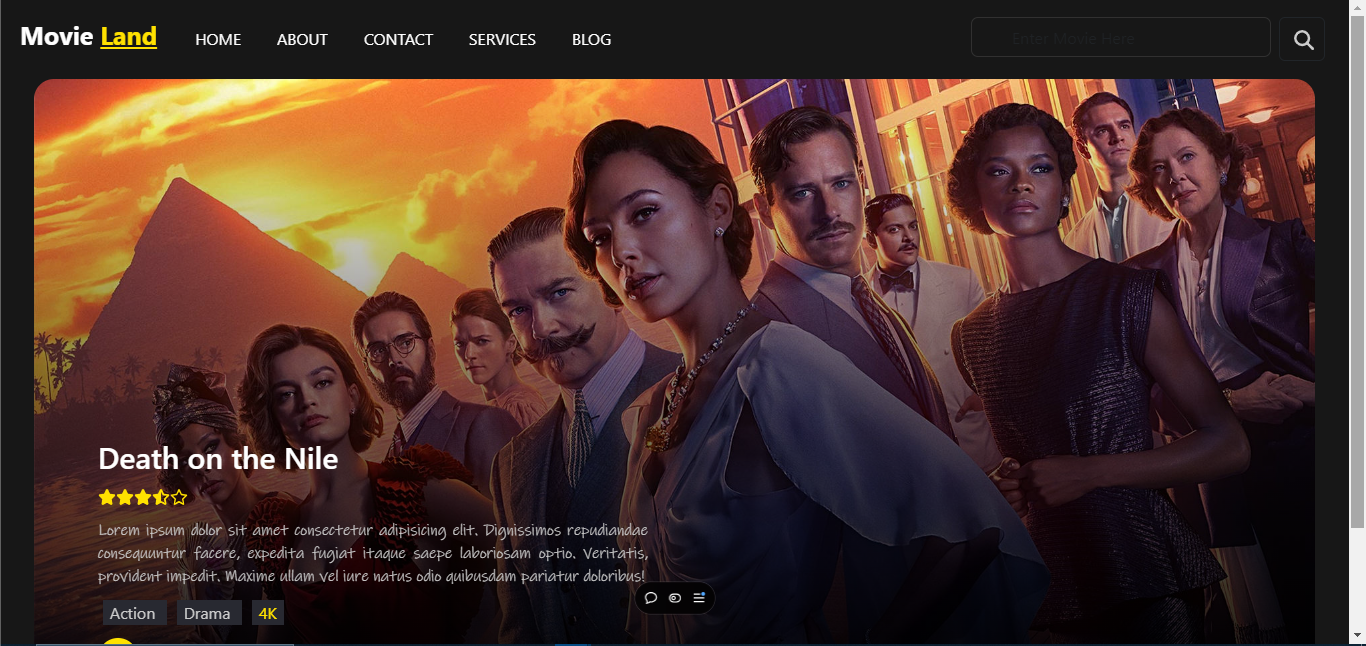 Movie Land
HOME
ABOUT
CONTACT
SERVICES
BLOG
Enter Movie Here
Death on the Nile
Lorem ipsum dolor sit amet consectetur adipisicing elit. Dignissimos repudiandae
consequuntur facere, expedita fugiat itaque saepe laboriosam optio. Veritatis,
provident impedit. Maxime ullam vel iure natus odio quibusdam pariatur doloribus!
Action
Drama
4K